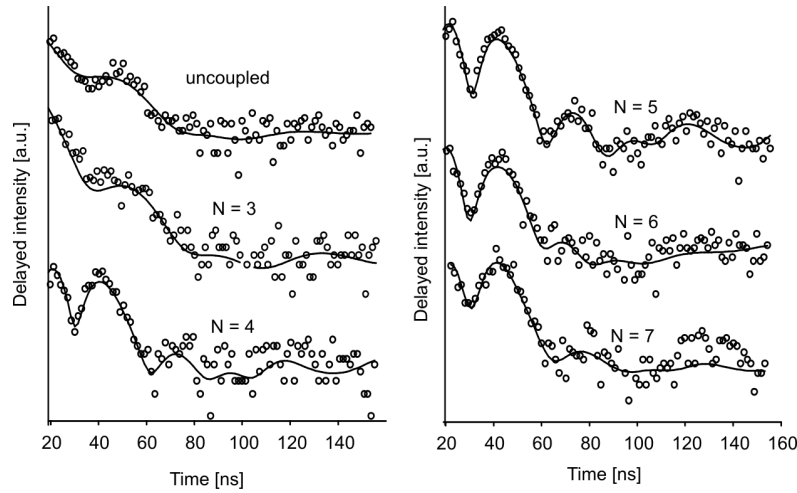 Delayed intensity [a.u.]
uncoupled
N = 3
N = 4
20 40 60 80 100 120 140
Time [ns]
Delayed intensity [a.u.]
N = 5
N = 6
N = 7
20 40 60 80 100 120 140 160
Time [ns]